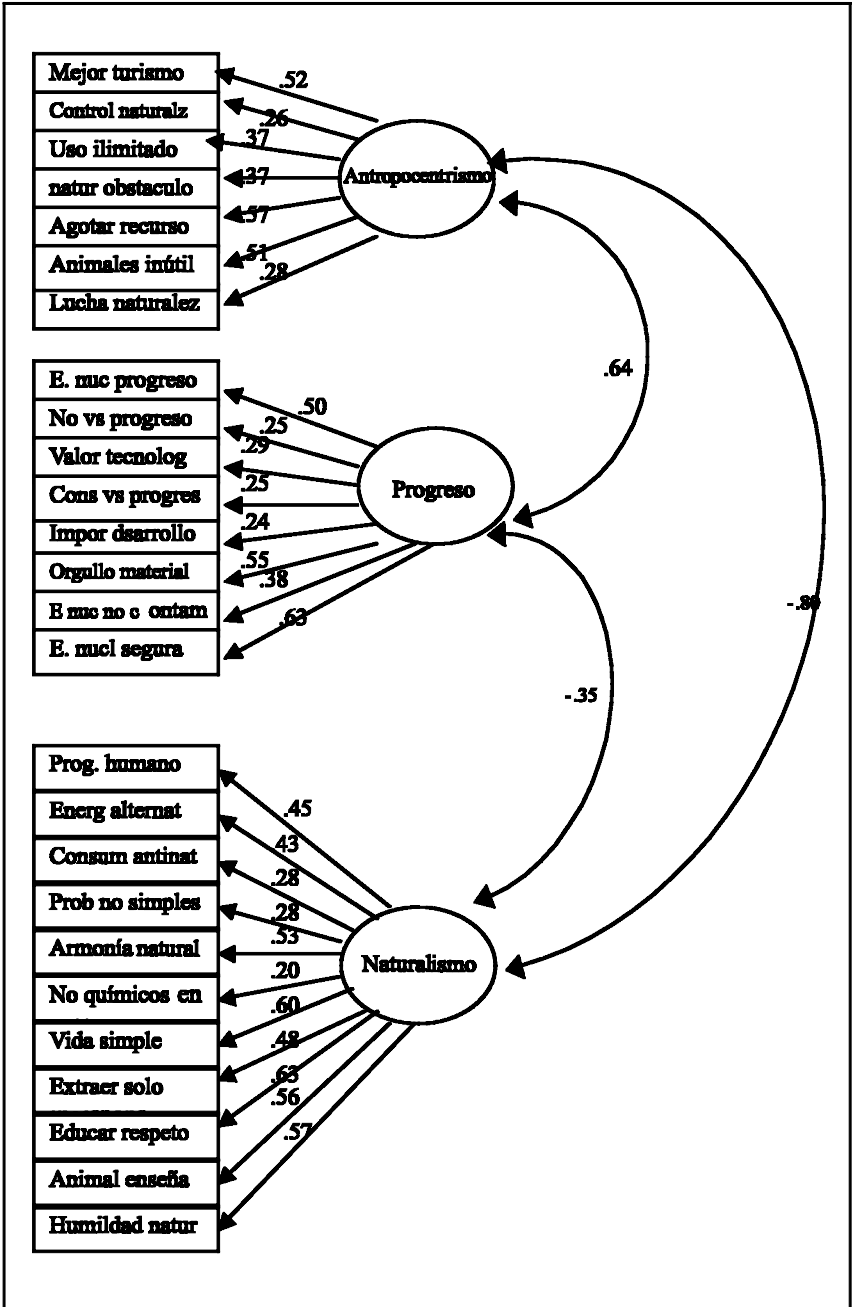 Mejor turismo
Control naturalz
Uso ilimitado
natur obstaculo
Agotar recurso
Animales inútil
Lucha naturalez
.52
.26
.37
.37
.57
.51
.28
Antropocentrismo
E. nuc progreso
No vs progreso
Valor tecnolog
Cons vs progres
Impor dsarrollo
Orgullo material
E nuc no c ontam
E. nucl segura
.50
.25
.29
.25
.24
.55
.38
.63
Progreso
.64
-.35
Prog. humano
Energ alternat
Consum antinat
Prob no simples
Armonía natural
No químicos en
Vida simple
Extraer solo
Educar respeto
Animal enseña
Humildad natur
.45
.43
.28
.28
.53
.20
.60
.48
.63
.56
.57
Naturalismo